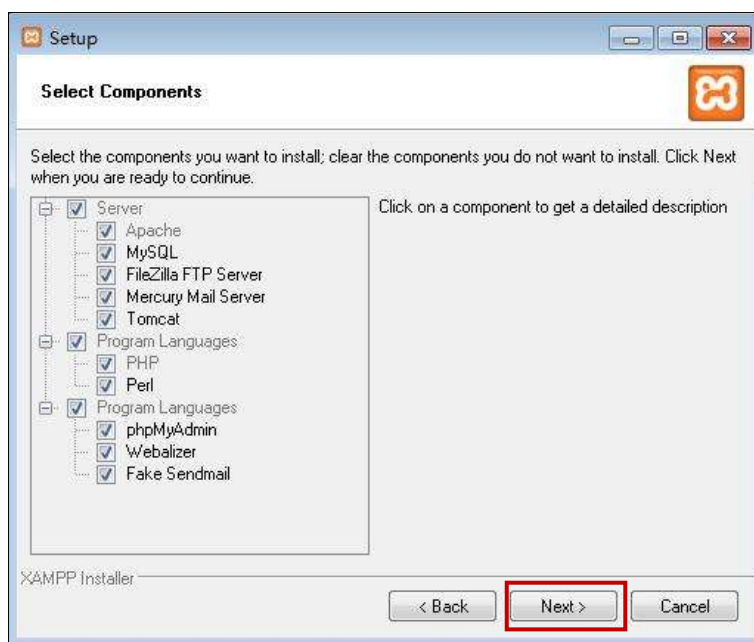 Setup
Select Components
Select the components you want to install; clear the components you do not want to install. Click Next
when you are ready to continue.
Server
Apache
MySQL
FileZilla FTP Server
Mercury Mail Server
Tomcat
Program Languages
PHP
Perl
Program Languages
phpMyAdmin
Webalizer
Fake Sendmail
Click on a component to get a detailed description
XAMPP Installer
< Back
Next >
Cancel